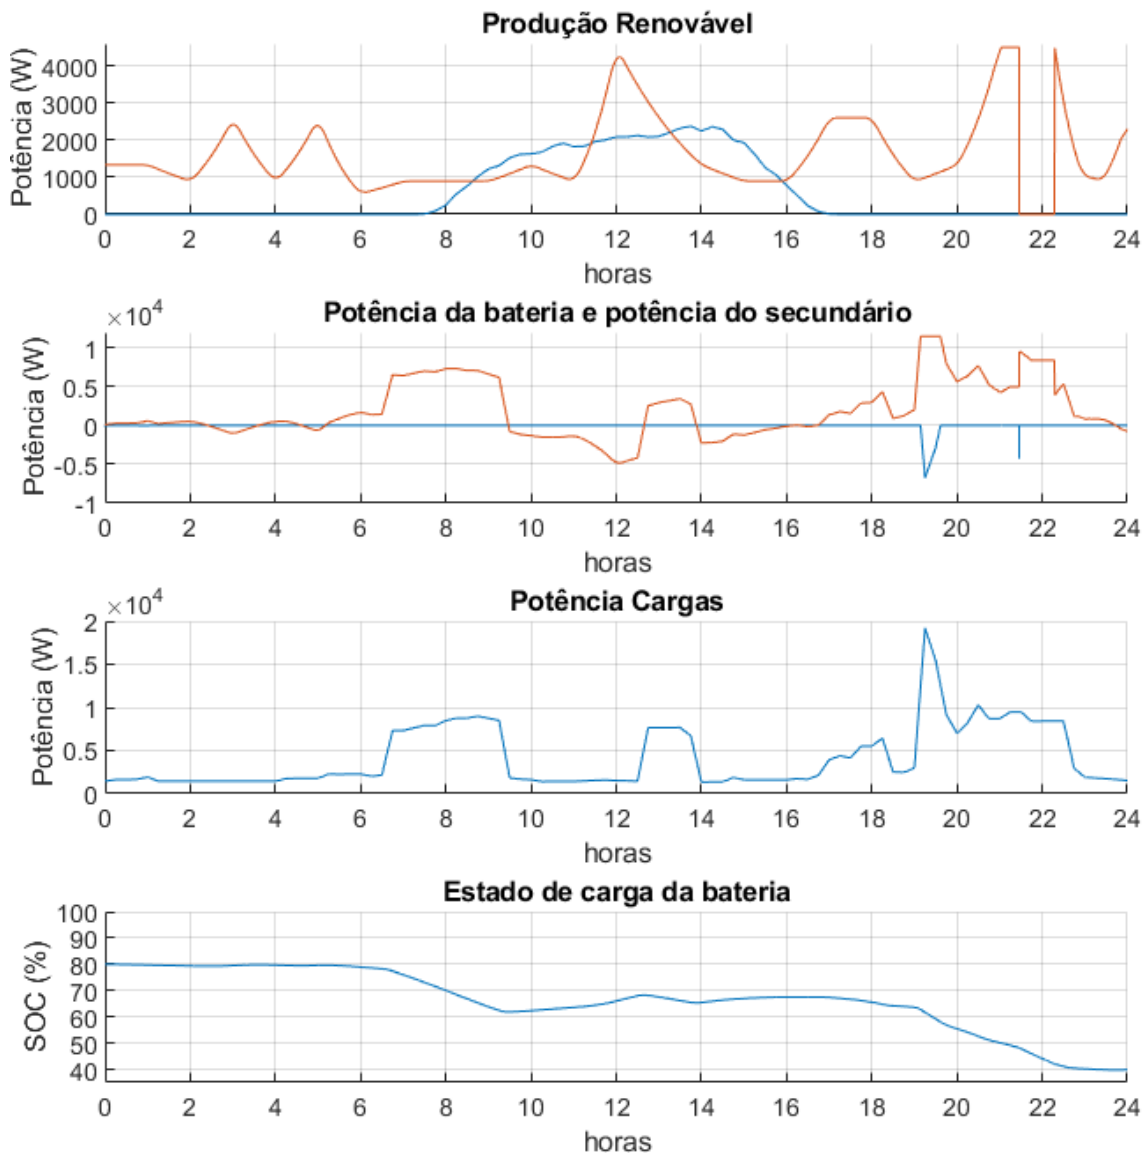 Produção Renovável
Potência (W)
4000
3000
2000
1000
0
0 2 4 6 8 10 12 14 16 18 20 22 24
horas
×10⁴
Potência da bateria e potência do secundário
Potência (W)
1
0.5
0
-0.5
-1
0 2 4 6 8 10 12 14 16 18 20 22 24
horas
×10⁴
Potência Cargas
Potência (W)
2
1.5
1
0.5
0
0 2 4 6 8 10 12 14 16 18 20 22 24
horas
Estado de carga da bateria
SOC (%)
100
90
80
70
60
50
40
0 2 4 6 8 10 12 14 16 18 20 22 24
horas